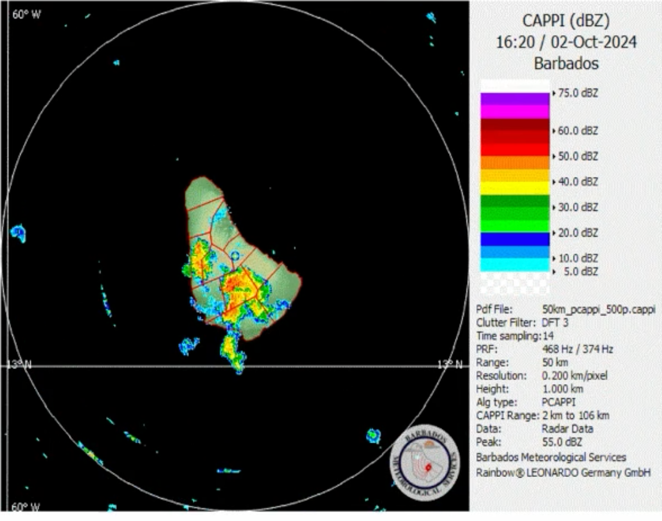 60° W
CAPPI (dBZ)
16:20 / 02-Oct-2024
Barbados
75.0 dBZ
60.0 dBZ
50.0 dBZ
40.0 dBZ
30.0 dBZ
20.0 dBZ
10.0 dBZ
5.0 dBZ
Pdf File: 50km_pcappi_500p.cappi
Clutter Filter: DFT 3
Time sampling: 14
PRF: 468 Hz / 374 Hz
Range: 50 km
Resolution: 0.200 km/pixel
Height: 1.000 km
Alg type: PCAPPI
CAPPI Range: 2 km to 106 km
Data: Radar Data
Peak: 55.0 dBZ
Barbados Meteorological Services
Rainbow® LEONARDO Germany GmbH
13° N
13° N
BARBADOS
METEOROLOGICAL SERVICES
60° W